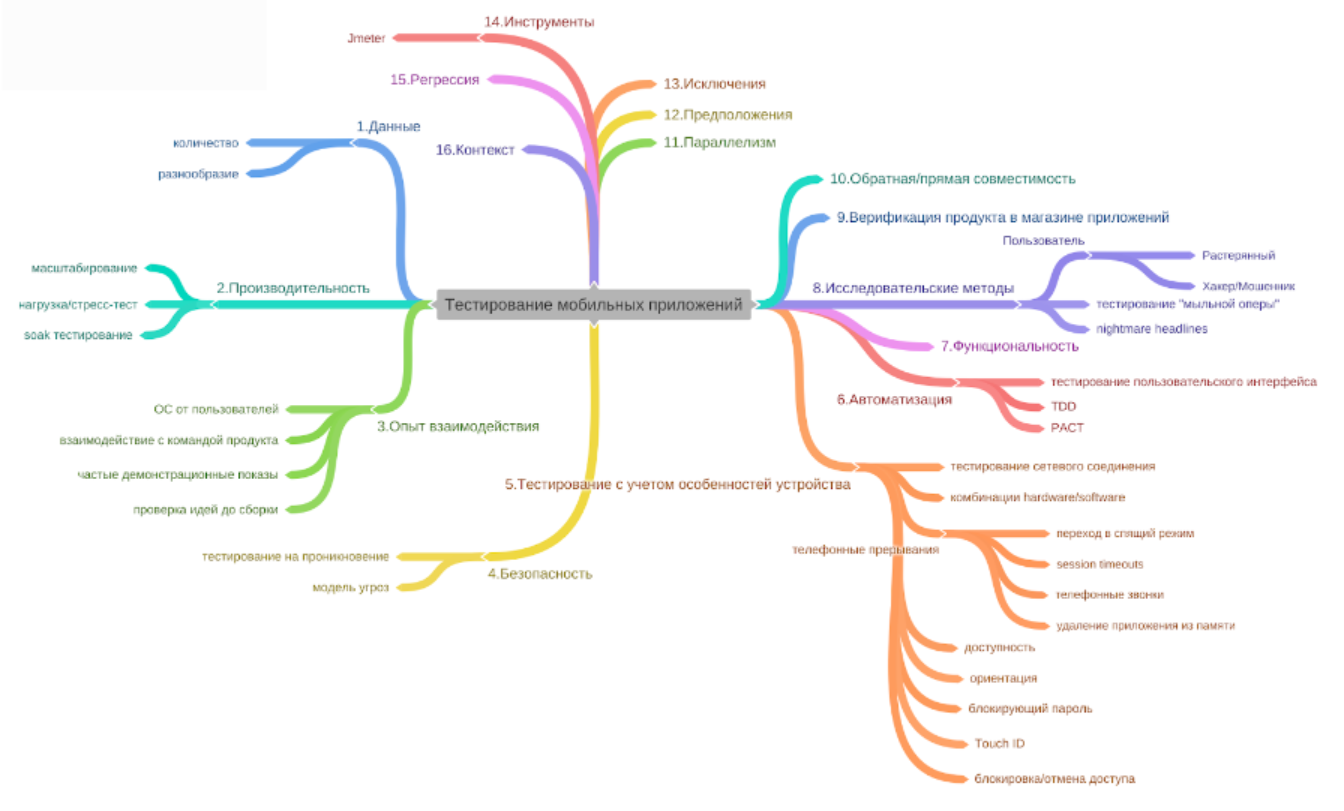 14.Инструменты
Jmeter
15.Регрессия
13.Исключения
12.Предположения
1.Данные
количество
16.Контекст
11.Параллелизм
разнообразие
10.Обратная/прямая совместимость
9.Верификация продукта в магазине приложений
Пользователь
Растерянный
масштабирование
2.Производительность
8.Исследовательские методы
Хакер/Мошенник
нагрузка/стресс-тест
Тестирование мобильных приложений
тестирование "мыльной оперы"
soak тестирование
nightmare headlines
7.Функциональность
тестирование пользовательского интерфейса
6.Автоматизация
TDD
PACT
ОС от пользователей
3.Опыт взаимодействия
взаимодействие с командой продукта
частые демонстрационные показы
проверка идей до сборки
5.Тестирование с учетом особенностей устройства
тестирование сетевого соединения
комбинации hardware/software
телефонные прерывания
переход в спящий режим
session timeouts
телефонные звонки
удаление приложения из памяти
тестирование на проникновение
4.Безопасность
модель угроз
доступность
ориентация
блокирующий пароль
Touch ID
блокировка/отмена доступа